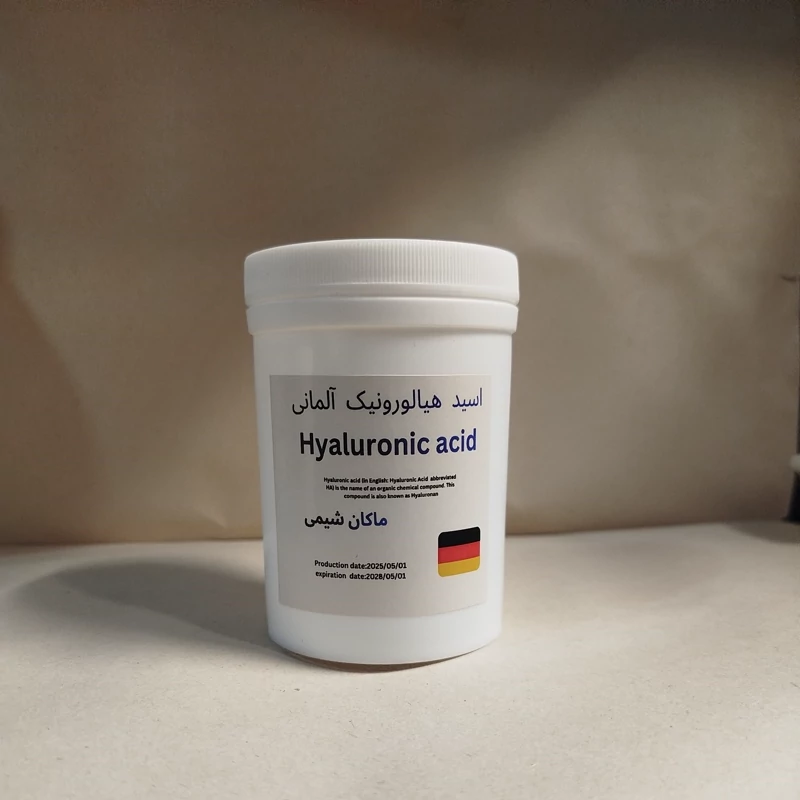 اسید هیالورونیک آلمانی
Hyaluronic acid
Hyaluronic acid (in English: Hyaluronic Acid abbreviated
HA) is the name of an organic chemical compound. This
compound is also known as Hyaluronan
ماکان شیمی
Production date:2025/05/01
expiration date:2028/05/01